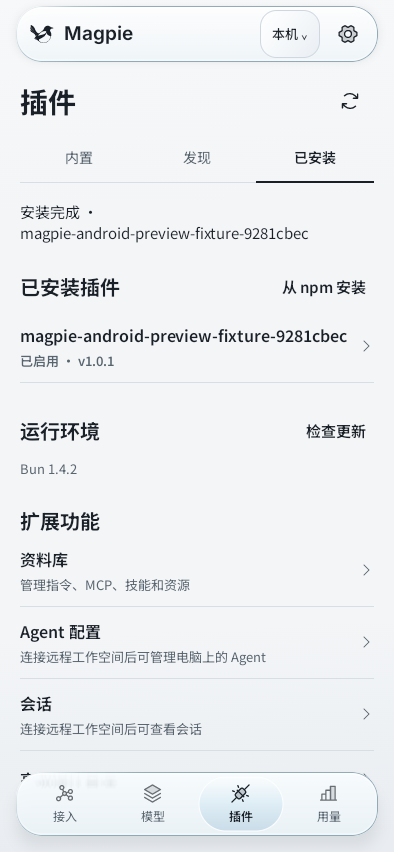 Magpie
本机
插件
内置
发现
已安装
安装完成 •
magpie-android-preview-fixture-9281cbec
已安装插件
从 npm 安装
magpie-android-preview-fixture-9281cbec
已启用 • v1.0.1
运行环境
检查更新
Bun 1.4.2
扩展功能
资料库
管理指令、MCP、技能和资源
Agent 配置
连接远程工作空间后可管理电脑上的 Agent
会话
连接远程工作空间后可查看会话
接入
模型
插件
用量